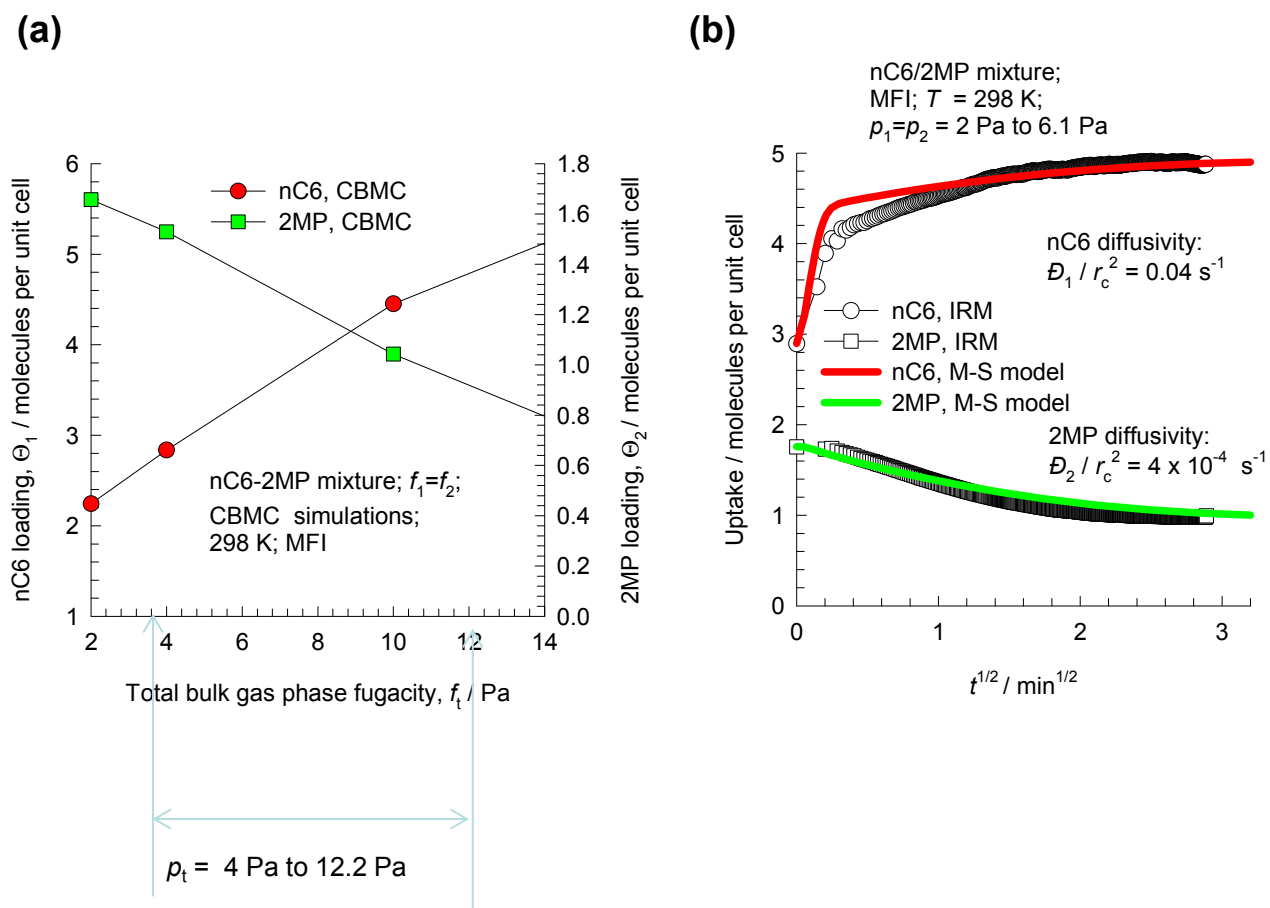 (a)
nC6 loading, Θ1 / molecules per unit cell
6
5
4
3
2
1
nC6, CBMC
2MP, CBMC
nC6-2MP mixture; f1=f2;
CBMC simulations;
298 K; MFI
1.8
1.6
1.4
1.2
1.0
0.8
0.6
0.4
0.2
0.0
2MP loading, Θ2 / molecules per unit cell
2 4 6 8 10 12 14
Total bulk gas phase fugacity, ft / Pa
pt = 4 Pa to 12.2 Pa
(b)
nC6/2MP mixture;
MFI; T = 298 K;
p1=p2 = 2 Pa to 6.1 Pa
Uptake / molecules per unit cell
5
4
3
2
1
0
nC6 diffusivity:
Đ1 / rc2 = 0.04 s-1
nC6, IRM
2MP, IRM
nC6, M-S model
2MP, M-S model
2MP diffusivity:
Đ2 / rc2 = 4 x 10-4 s-1
0 1 2 3
t1/2 / min1/2